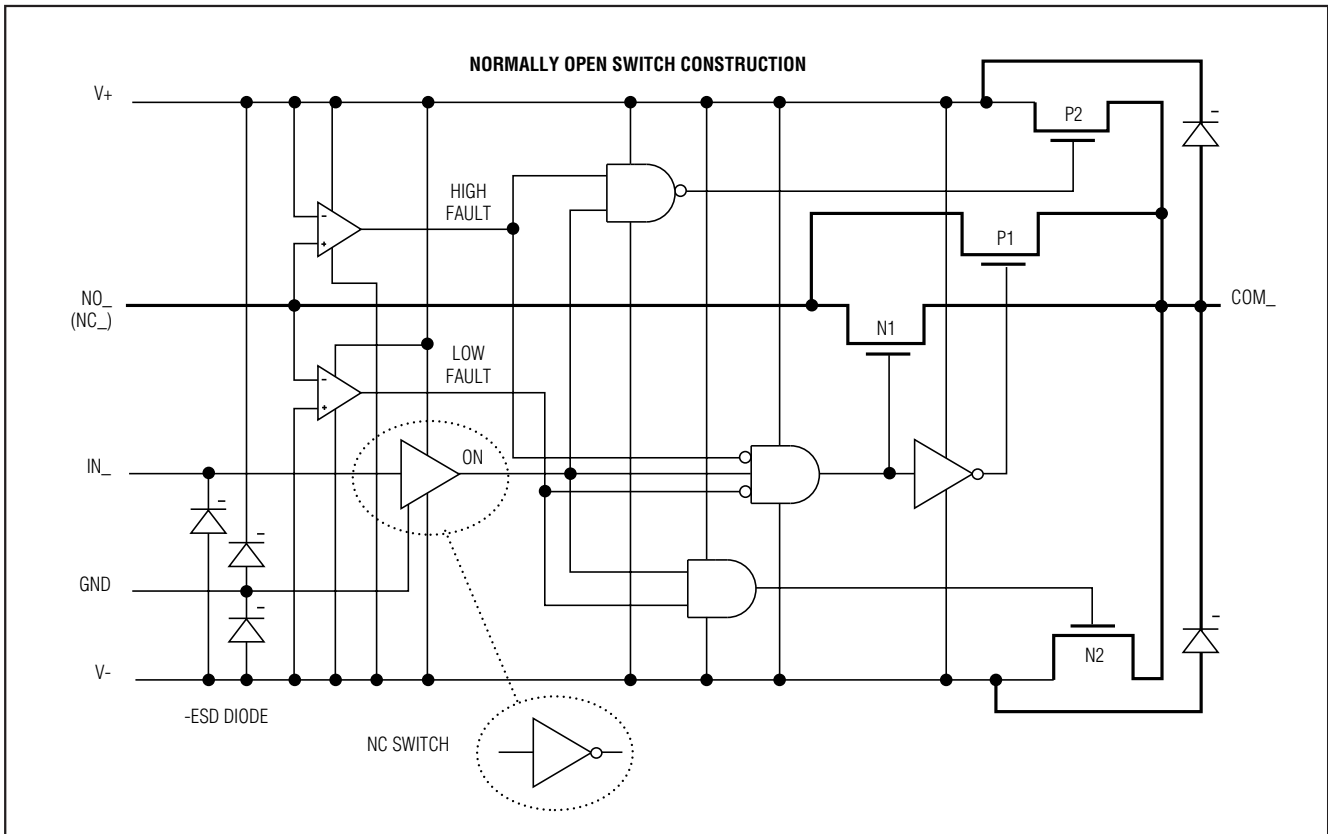 NORMALLY OPEN SWITCH CONSTRUCTION
V+
P2
-
HIGH
FAULT
-
+
P1
NO_
(NC_)
COM_
N1
LOW
FAULT
-
+
IN_
ON
-
-
GND
-
-
N2
V-
-ESD DIODE
NC SWITCH